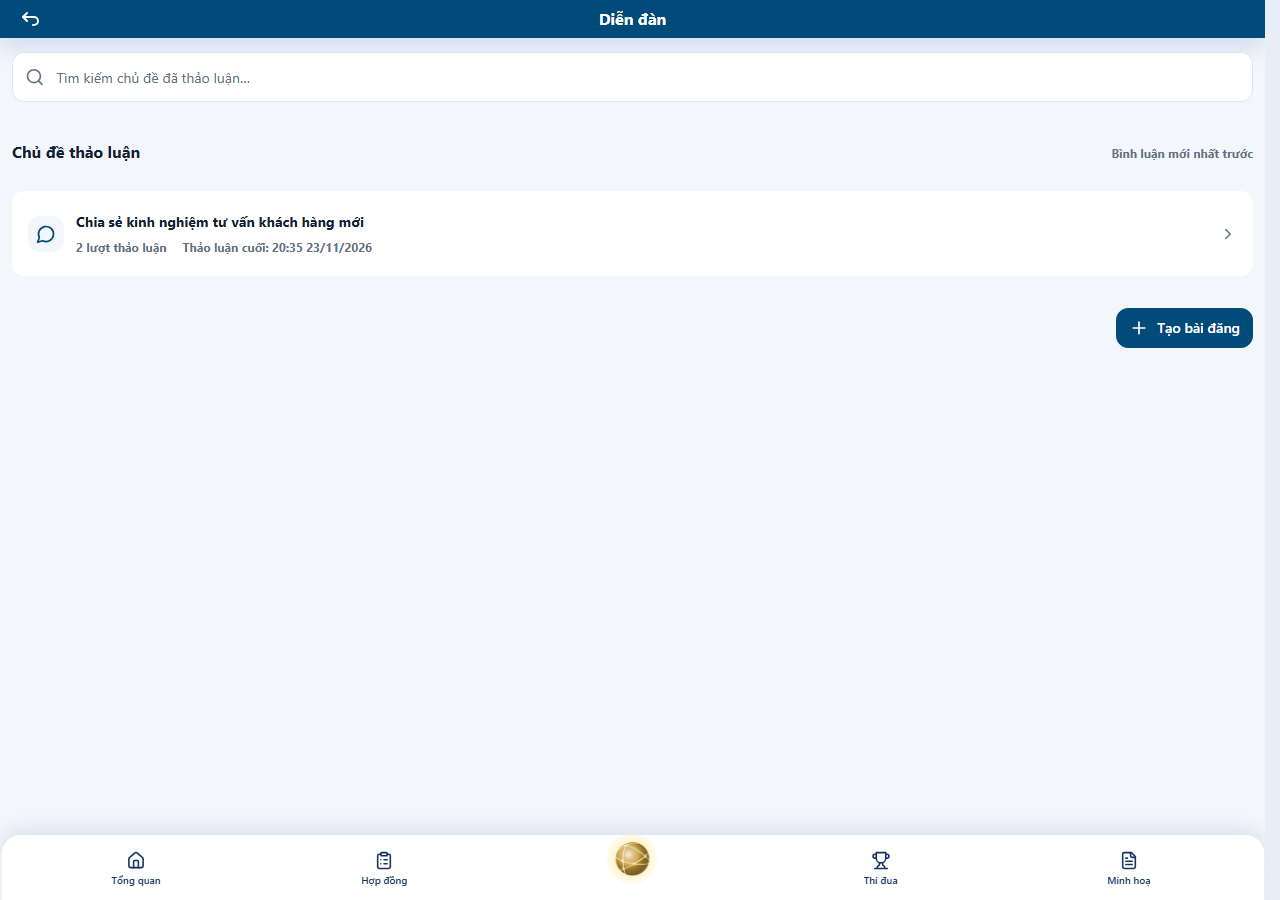 Diễn đàn
Tìm kiếm chủ đề đã thảo luận...
Chủ đề thảo luận
Bình luận mới nhất trước
Chia sẻ kinh nghiệm tư vấn khách hàng mới
2 lượt thảo luận Thảo luận cuối: 20:35 23/11/2026
Tạo bài đăng
Tổng quan
Hợp đồng
Thi đua
Minh hoạ